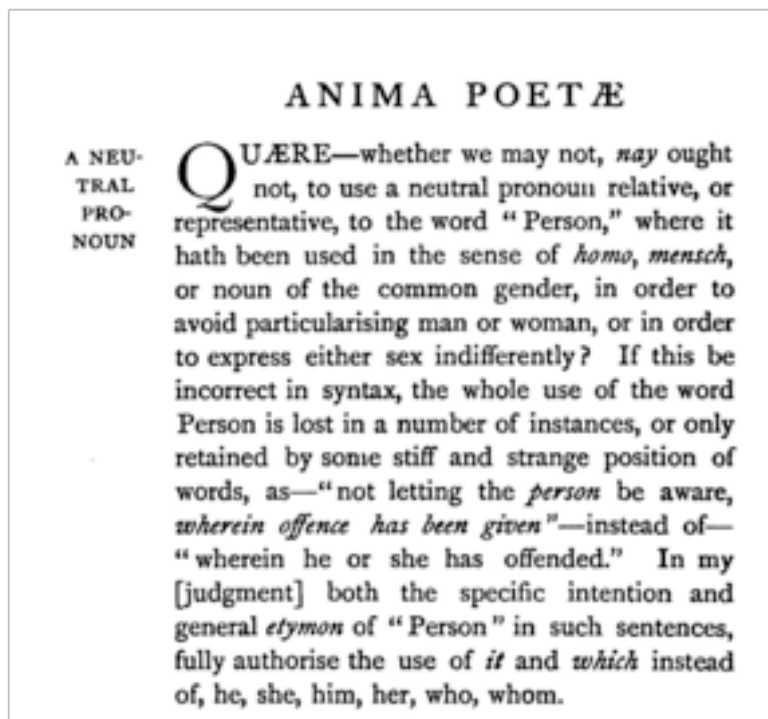 ANIMA POETÆ
A NEU-
TRAL
PRO-
NOUN
QUÆRE—whether we may not, nay ought
not, to use a neutral pronoun relative, or
representative, to the word “Person,” where it
hath been used in the sense of homo, mensch,
or noun of the common gender, in order to
avoid particularising man or woman, or in order
to express either sex indifferently? If this be
incorrect in syntax, the whole use of the word
Person is lost in a number of instances, or only
retained by some stiff and strange position of
words, as—“not letting the person be aware,
wherein offence has been given”—instead of—
“wherein he or she has offended.” In my
[judgment] both the specific intention and
general etymon of “Person” in such sentences,
fully authorise the use of it and which instead
of, he, she, him, her, who, whom.